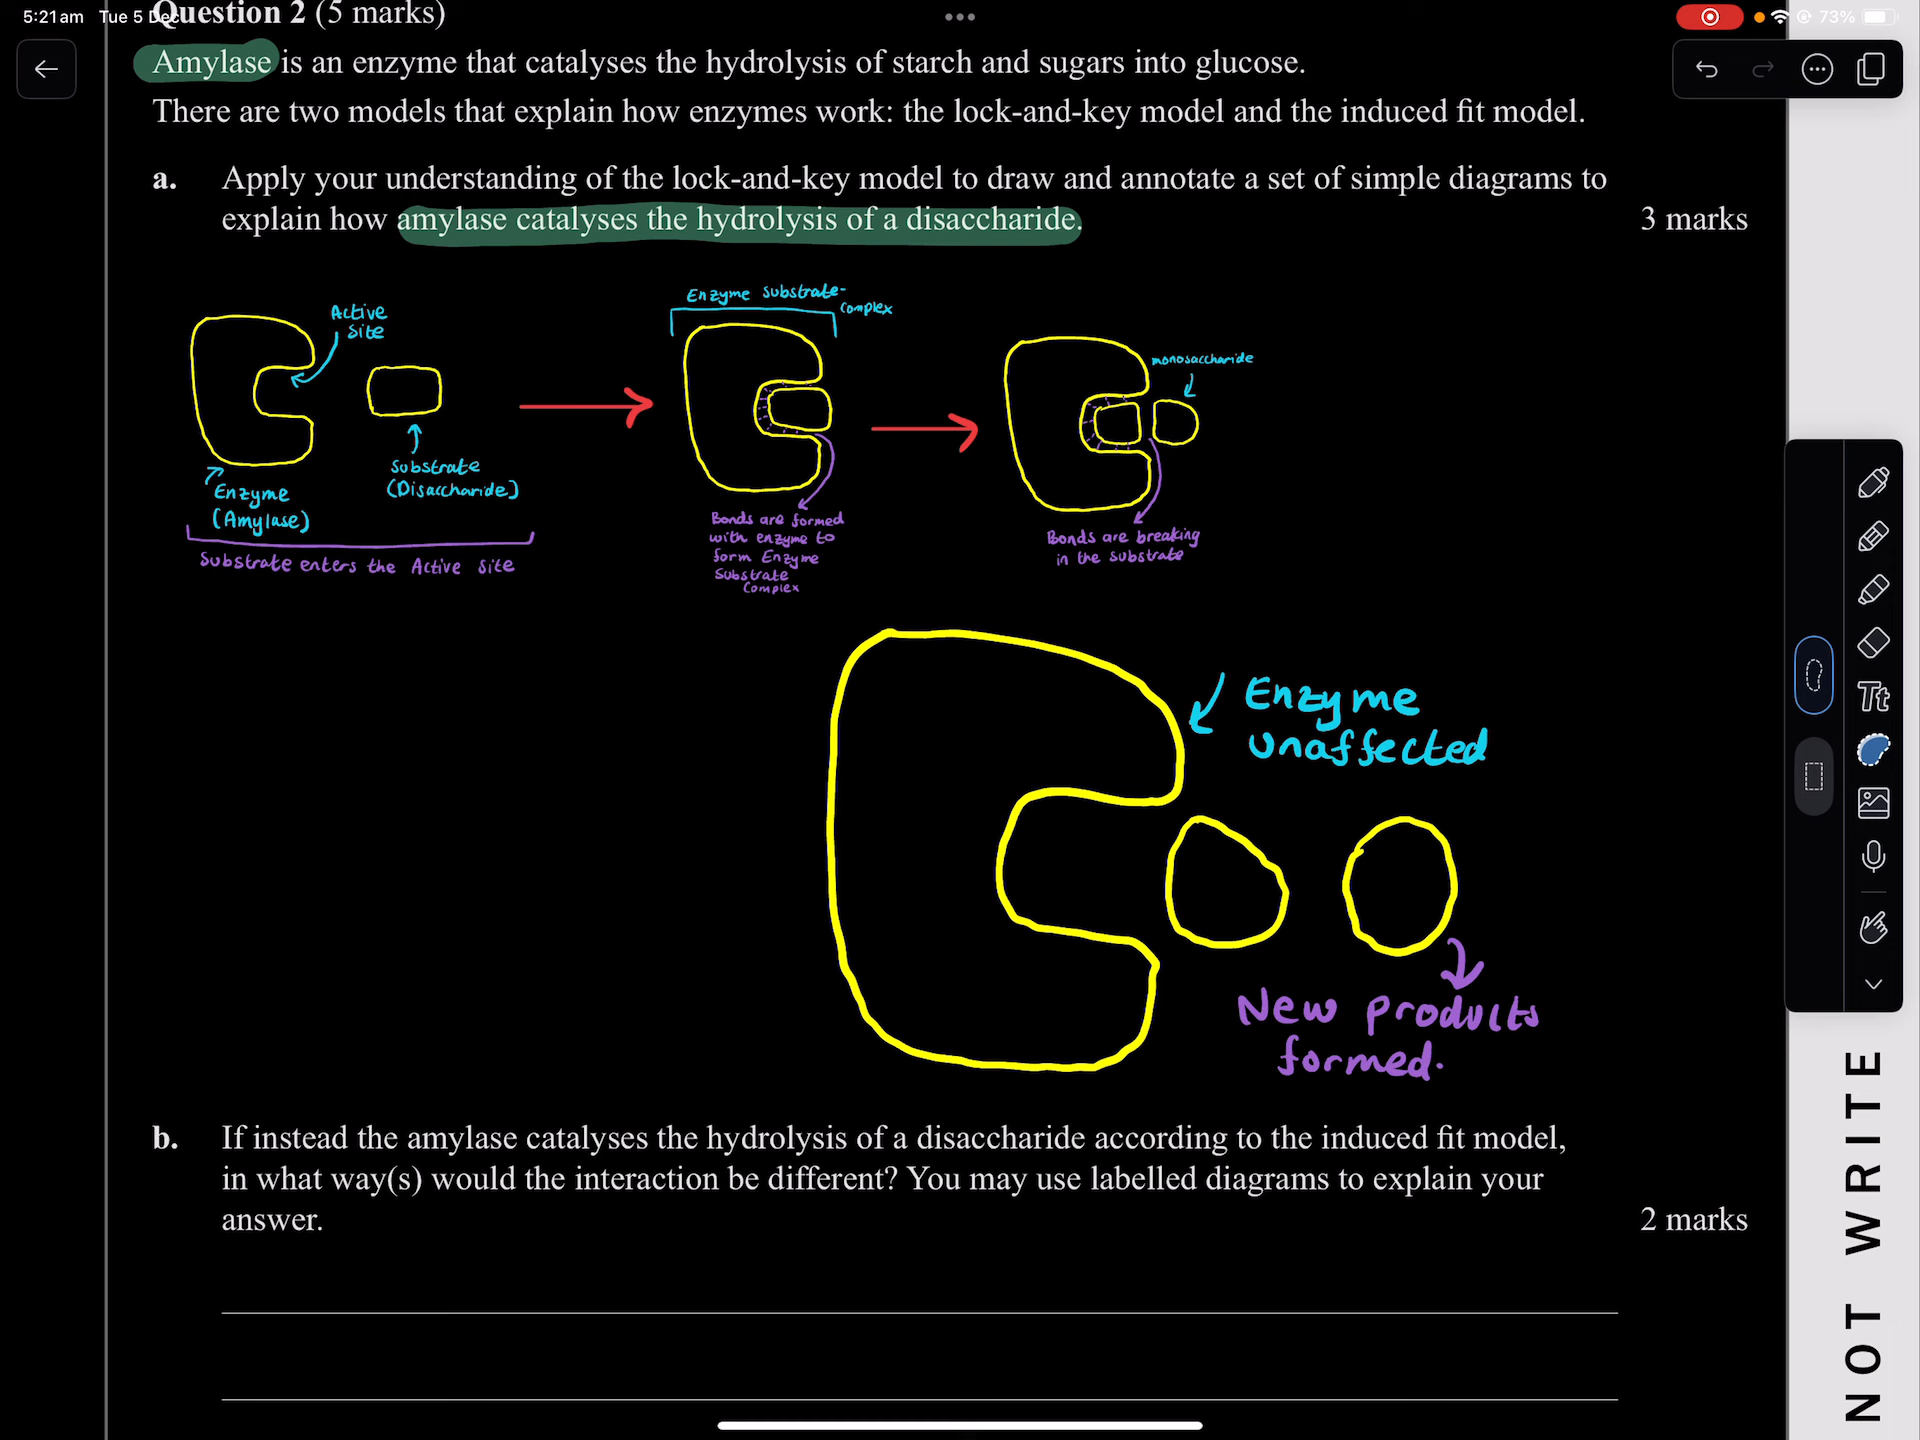 5:21am Tue 5 Dec
73%
Question 2 (5 marks)
Amylase is an enzyme that catalyses the hydrolysis of starch and sugars into glucose.
There are two models that explain how enzymes work: the lock-and-key model and the induced fit model.
a. Apply your understanding of the lock-and-key model to draw and annotate a set of simple diagrams to
explain how amylase catalyses the hydrolysis of a disaccharide.
3 marks
Active
Site
Enzyme
(Amylase)
Substrate
(Disaccharide)
Substrate enters the Active site
Enzyme Substrate-
Complex
Bonds are formed
with enzyme to
form Enzyme
Substrate
Complex
monosaccharide
Bonds are breaking
in the substrate
Enzyme
unaffected
New products
formed.
b. If instead the amylase catalyses the hydrolysis of a disaccharide according to the induced fit model,
in what way(s) would the interaction be different? You may use labelled diagrams to explain your
answer.
2 marks
Tt
NOT WRITE